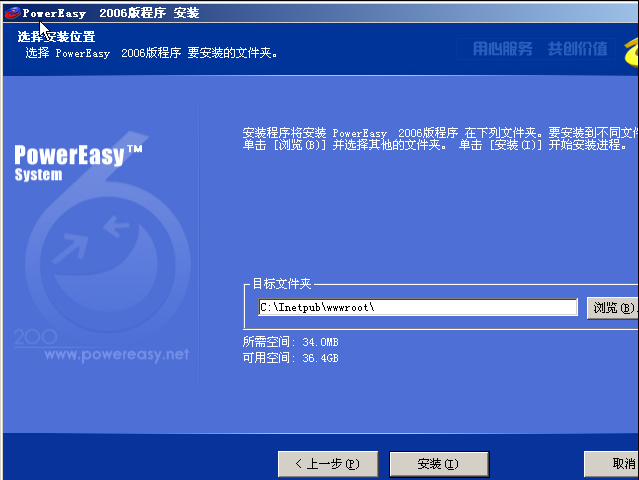 PowerEasy 2006版程序 安装
选择安装位置
选择 PowerEasy 2006版程序 要安装的文件夹。
用心服务 共创价值
安装程序将安装 PowerEasy 2006版程序 在下列文件夹。要安装到不同文件
单击 [浏览(B)] 并选择其他的文件夹。 单击 [安装(I)] 开始安装进程。
PowerEasy™
System
目标文件夹
C:\Inetpub\wwwroot\
浏览(B).
所需空间: 34.0MB
可用空间: 36.4GB
200
www.powereasy.net
< 上一步(P)
安装(I)
取消